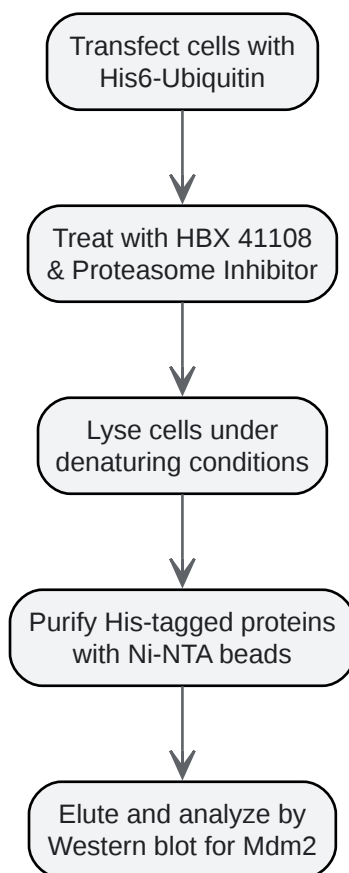 Transfect cells with
His6-Ubiquitin
Treat with HBX 41108
& Proteasome Inhibitor
Lyse cells under
denaturing conditions
Purify His-tagged proteins
with Ni-NTA beads
Elute and analyze by
Western blot for Mdm2